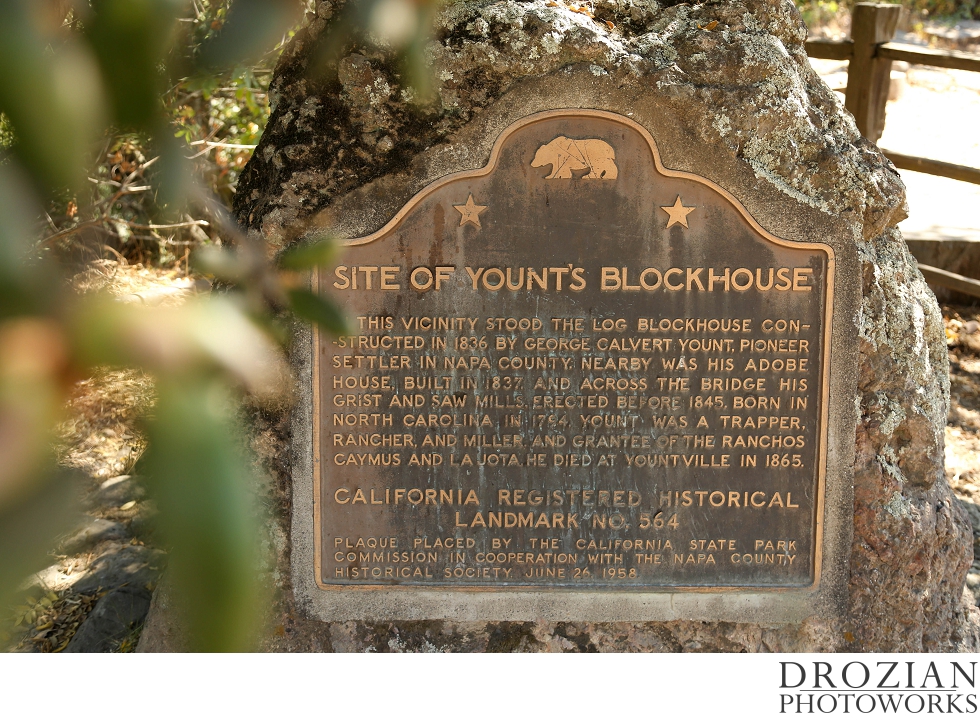 SITE OF YOUNT'S BLOCKHOUSE
THIS VICINITY STOOD THE LOG BLOCKHOUSE CON-
STRUCTED IN 1836 BY GEORGE CALVERT YOUNT, PIONEER
SETTLER IN NAPA COUNTY. NEARBY WAS HIS ADOBE
HOUSE, BUILT IN 1837, AND ACROSS THE BRIDGE HIS
GRIST AND SAW MILLS, ERECTED BEFORE 1845. BORN IN
NORTH CAROLINA IN 1794, YOUNT WAS A TRAPPER,
RANCHER, AND MILLER, AND GRANTEE OF THE RANCHOS
CAYMUS AND LA JOTA. HE DIED AT YOUNTVILLE IN 1865.
CALIFORNIA REGISTERED HISTORICAL
LANDMARK NO. 564
PLAQUE PLACED BY THE CALIFORNIA STATE PARK
COMMISSION IN COOPERATION WITH THE NAPA COUNTY
HISTORICAL SOCIETY. JUNE 26, 1958
DROZIAN
PHOTOWORKS